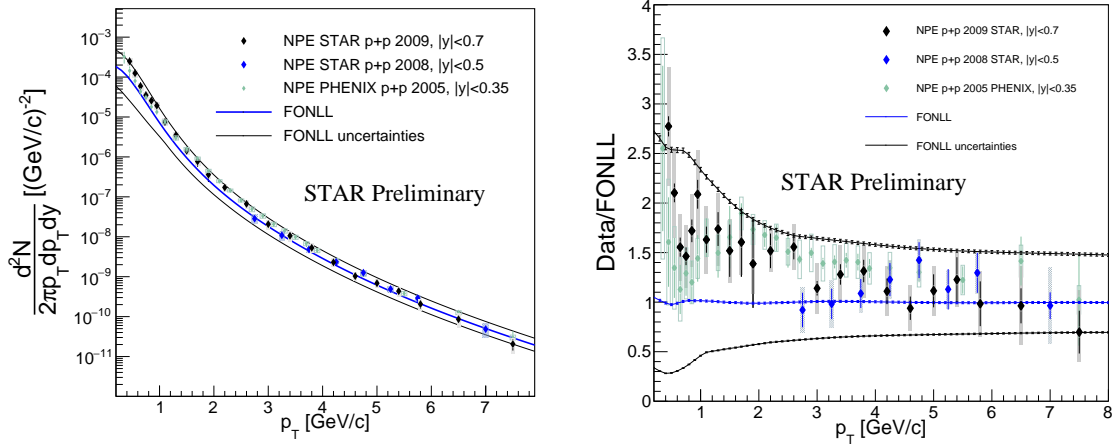 10⁻³
10⁻⁴
10⁻⁵
10⁻⁶
10⁻⁷
10⁻⁸
10⁻⁹
10⁻¹⁰
10⁻¹¹
d²N
2πp_T dp_T dy
[(GeV/c)⁻²]
NPE STAR p+p 2009, |y|<0.7
NPE STAR p+p 2008, |y|<0.5
NPE PHENIX p+p 2005, |y|<0.35
FONLL
FONLL uncertainties
STAR Preliminary
1 2 3 4 5 6 7
p_T [GeV/c]
Data/FONLL
4
3.5
3
2.5
2
1.5
1
0.5
0
NPE p+p 2009 STAR, |y|<0.7
NPE p+p 2008 STAR, |y|<0.5
NPE p+p 2005 PHENIX, |y|<0.35
FONLL
FONLL uncertainties
STAR Preliminary
1 2 3 4 5 6 7 8
p_T [GeV/c]